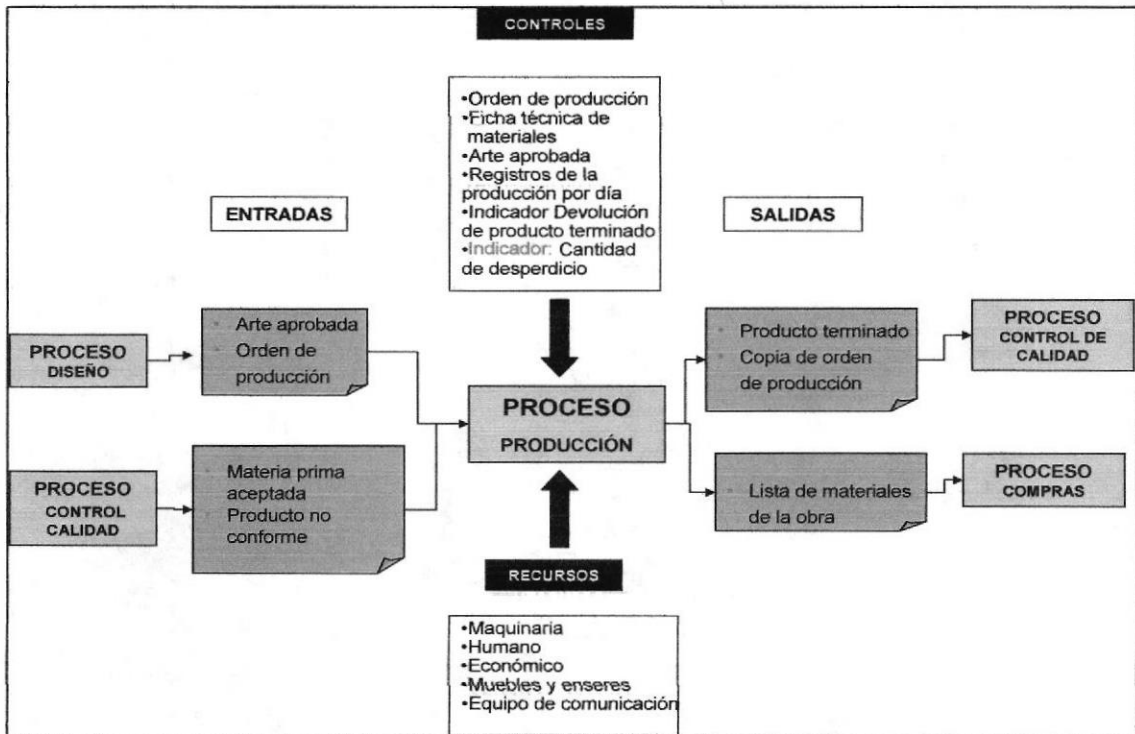 CONTROLES
•Orden de producción
•Ficha técnica de
materiales
•Arte aprobada
•Registros de la
producción por día
•Indicador Devolución
de producto terminado
•Indicador: Cantidad
de desperdicio
ENTRADAS
SALIDAS
PROCESO
DISEÑO
• Arte aprobada
• Orden de
producción
PROCESO
CONTROL
CALIDAD
• Materia prima
aceptada
• Producto no
conforme
PROCESO
PRODUCCIÓN
• Producto terminado
• Copia de orden
de producción
PROCESO
CONTROL DE
CALIDAD
• Lista de materiales
de la obra
PROCESO
COMPRAS
RECURSOS
•Maquinaria
•Humano
•Económico
•Muebles y enseres
•Equipo de comunicación